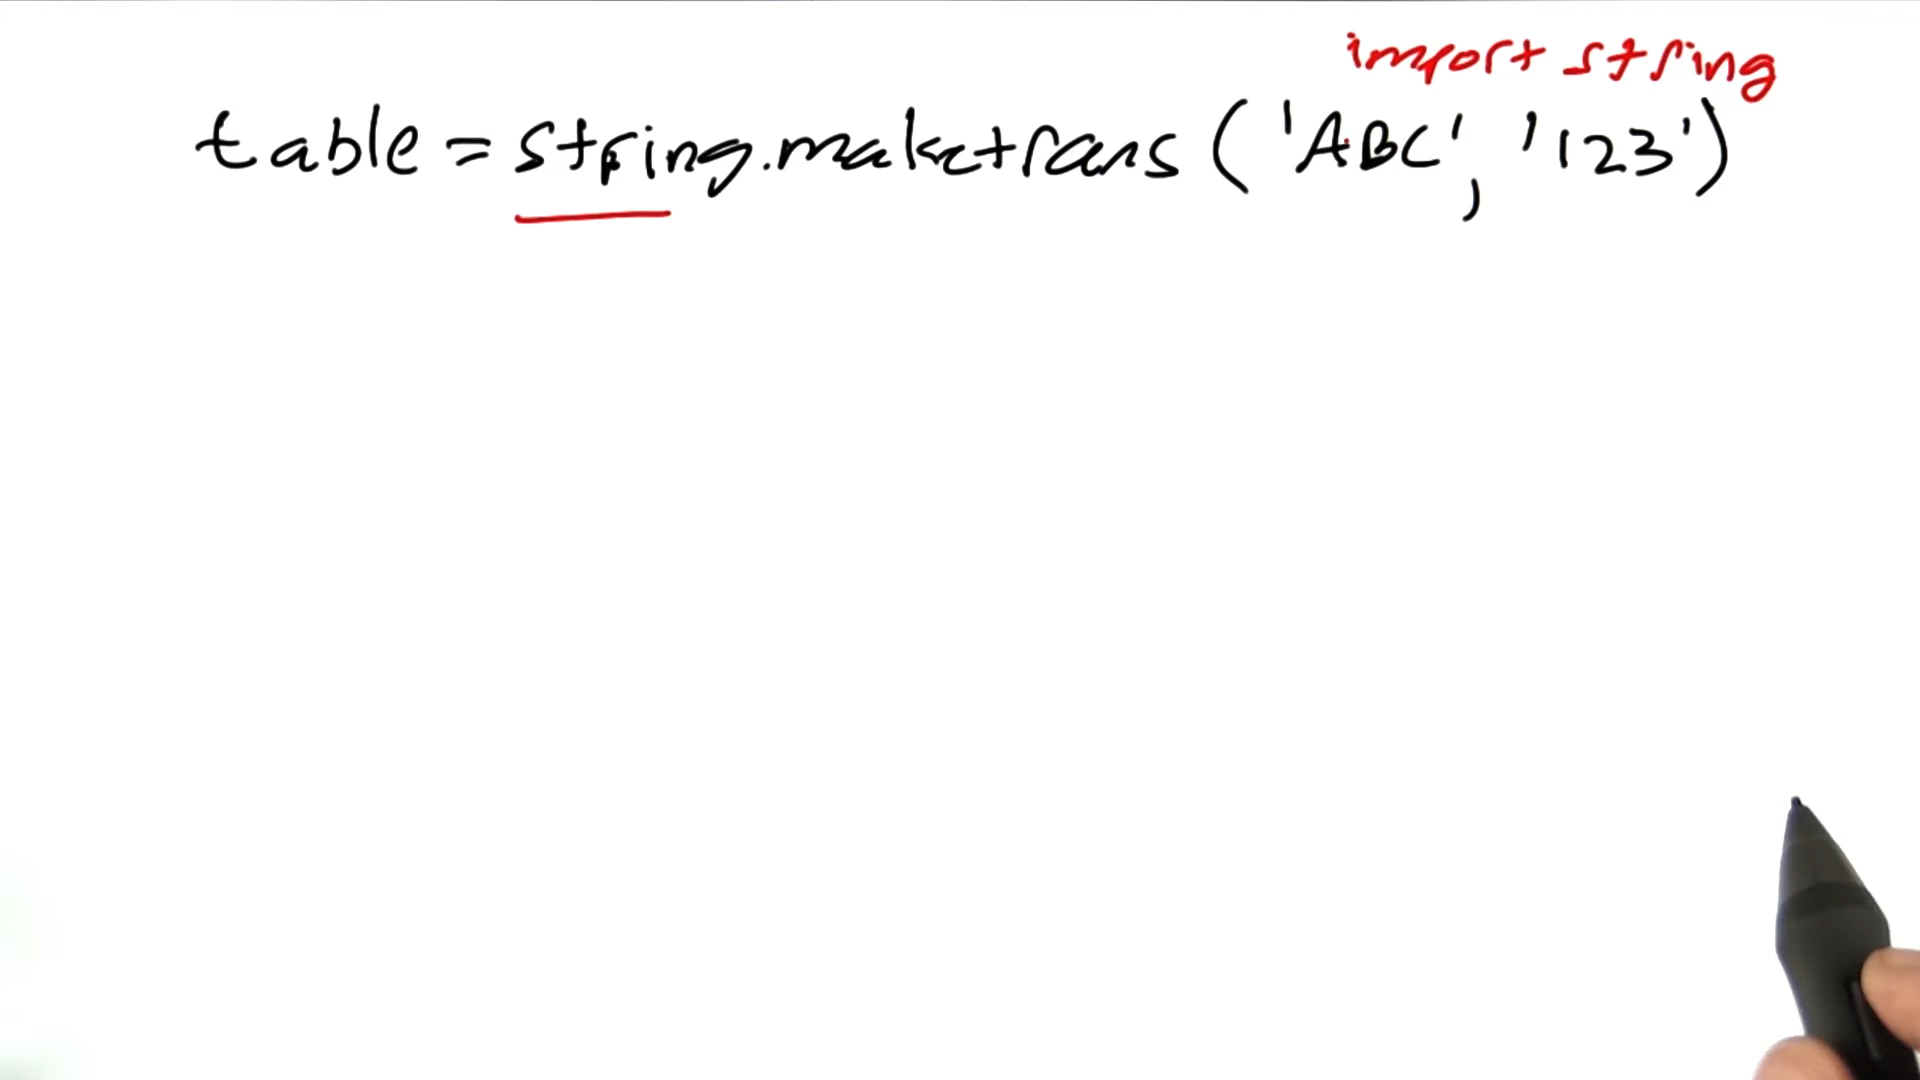 import string
table = string.maketrans ('ABC', '123')